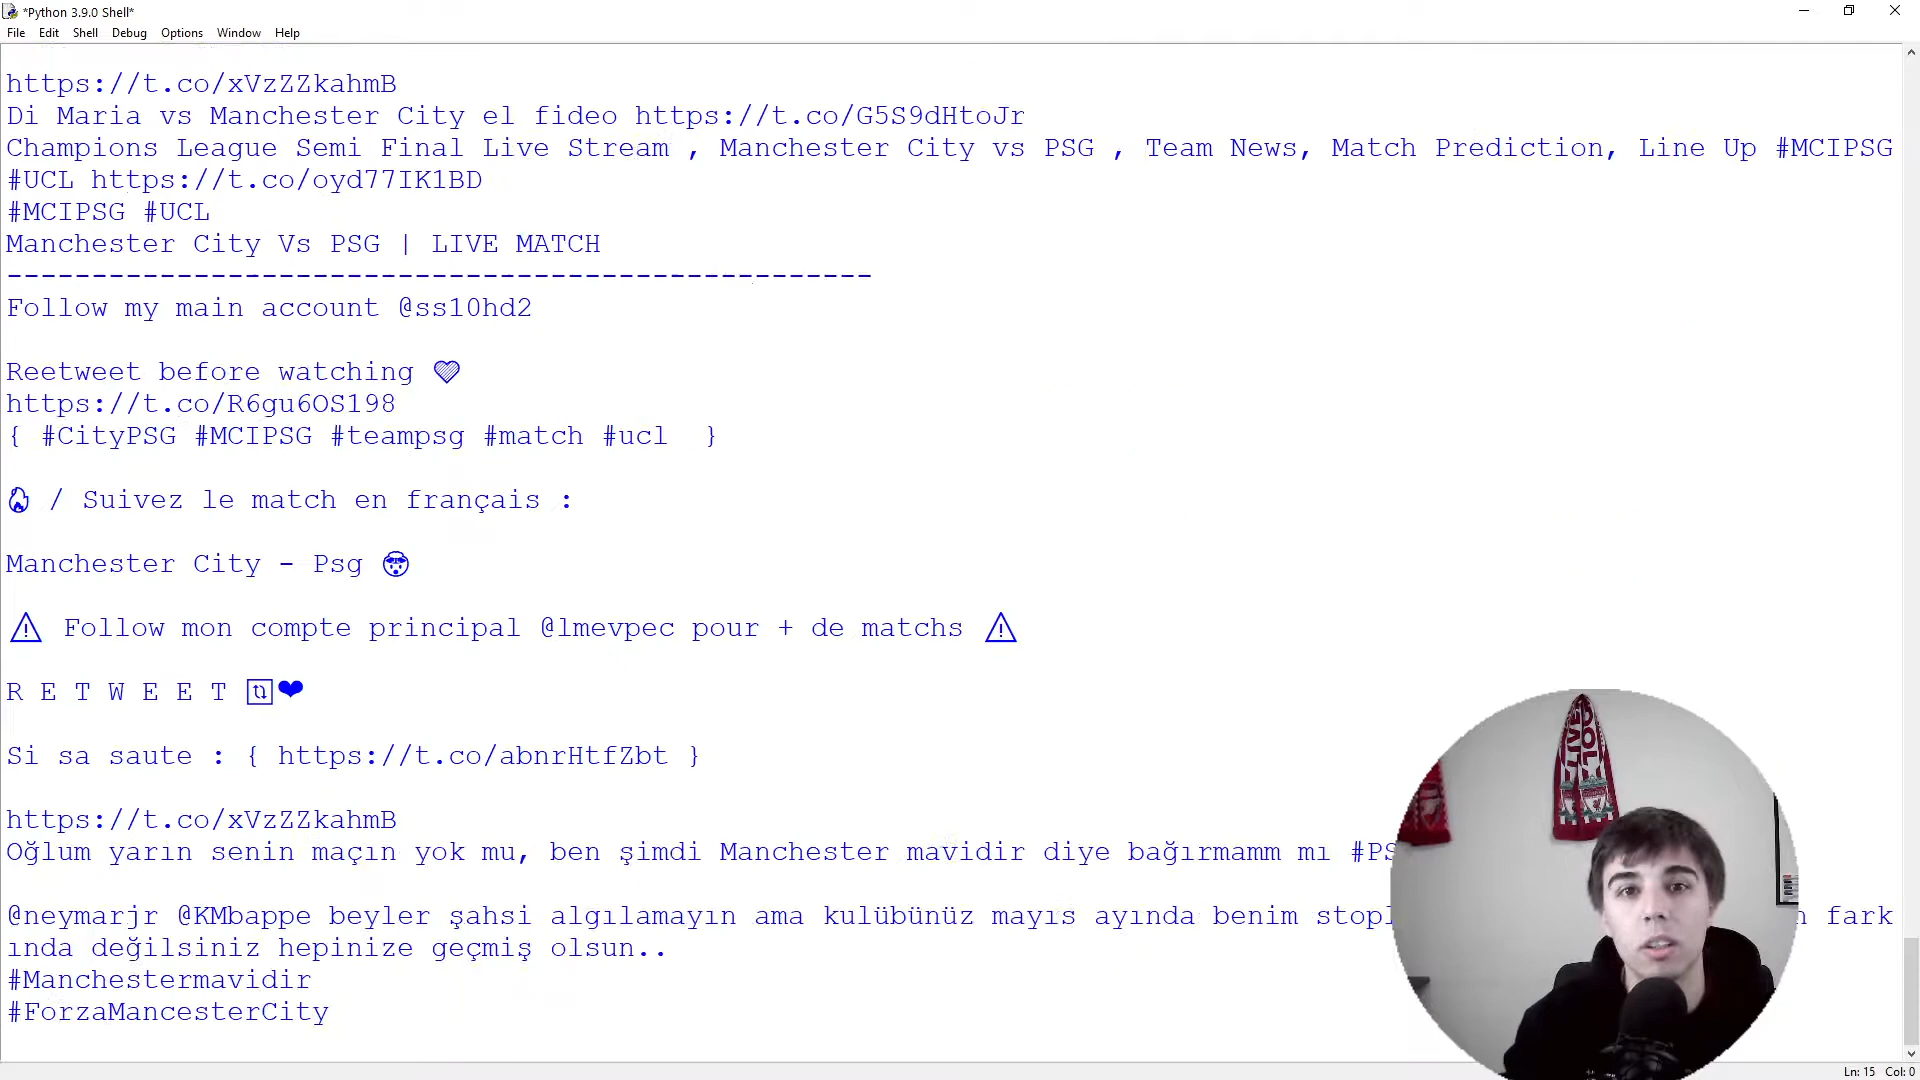 *Python 3.9.0 Shell*
File Edit Shell Debug Options Window Help
https://t.co/xVzZZkahmB
Di Maria vs Manchester City el fideo https://t.co/G5S9dHtoJr
Champions League Semi Final Live Stream , Manchester City vs PSG , Team News, Match Prediction, Line Up #MCIPSG
#UCL https://t.co/oyd77IK1BD
#MCIPSG #UCL
Manchester City Vs PSG | LIVE MATCH
---------------------------------------------------
Follow my main account @ss10hd2
Reetweet before watching 💜
https://t.co/R6gu6OS198
{ #CityPSG #MCIPSG #teampsg #match #ucl  }
🔥 / Suivez le match en français :
Manchester City - Psg 🤯
⚠ Follow mon compte principal @lmevpec pour + de matchs ⚠
R E T W E E T 🔃❤
Si sa saute : { https://t.co/abnrHtfZbt }
https://t.co/xVzZZkahmB
Oğlum yarın senin maçın yok mu, ben şimdi Manchester mavidir diye bağırmamm mı
@neymarjr @KMbappe beyler şahsi algılamayın ama kulübünüz mayıs ayında benim fark
ında değilsiniz hepinize geçmiş olsun..
#Manchestermavidir
#ForzaMancesterCity
Ln: 15 Col: 0